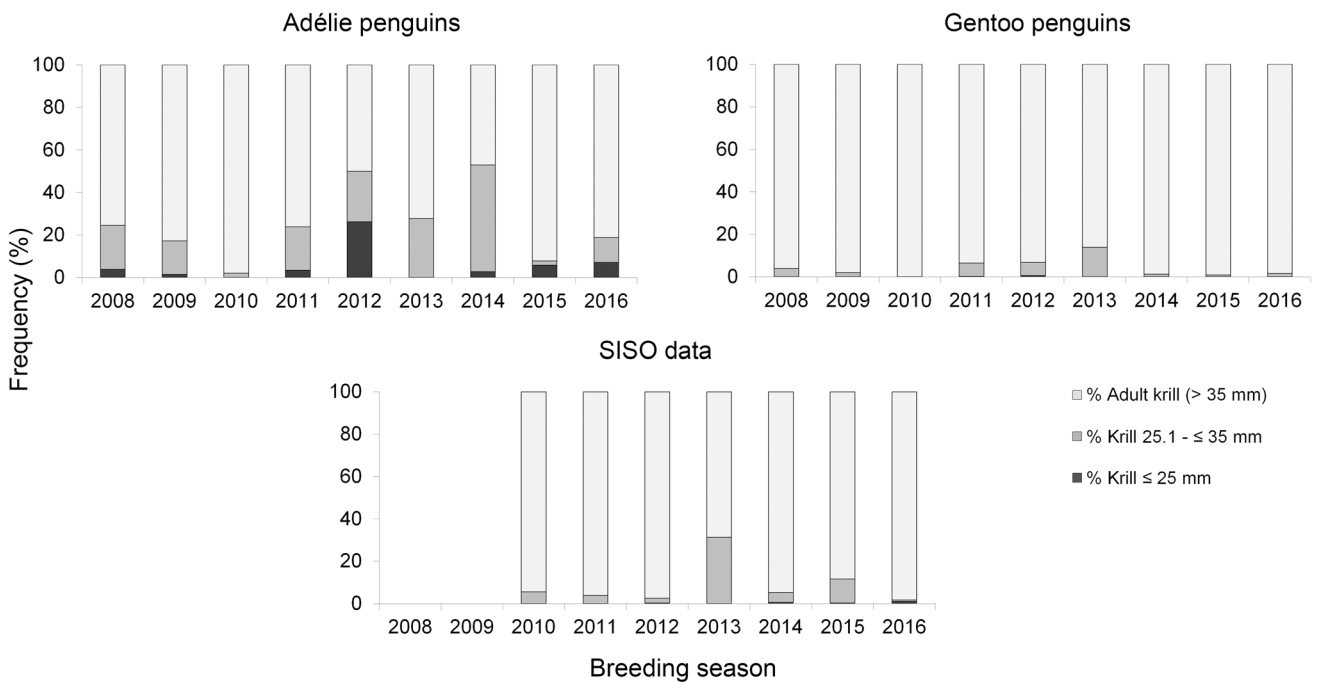 Adélie penguins
Gentoo penguins
Frequency (%)
100
80
60
40
20
0
2008 2009 2010 2011 2012 2013 2014 2015 2016
100
80
60
40
20
0
2008 2009 2010 2011 2012 2013 2014 2015 2016
SISO data
100
80
60
40
20
0
2008 2009 2010 2011 2012 2013 2014 2015 2016
% Adult krill (> 35 mm)
% Krill 25.1 - ≤ 35 mm
% Krill ≤ 25 mm
Breeding season